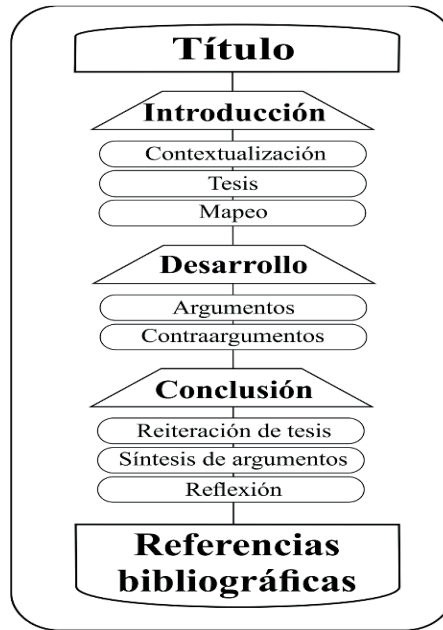 Título
Introducción
Contextualización
Tesis
Mapeo
Desarrollo
Argumentos
Contraargumentos
Conclusión
Reiteración de tesis
Síntesis de argumentos
Reflexión
Referencias
bibliográficas